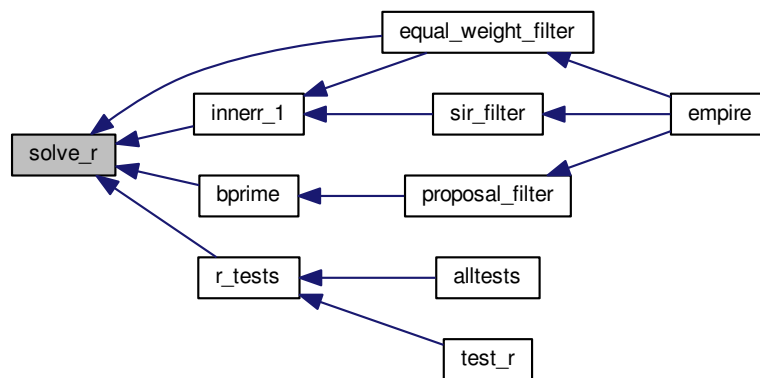 equal_weight_filter
innerr_1
sir_filter
empire
solve_r
bprime
proposal_filter
r_tests
alltests
test_r